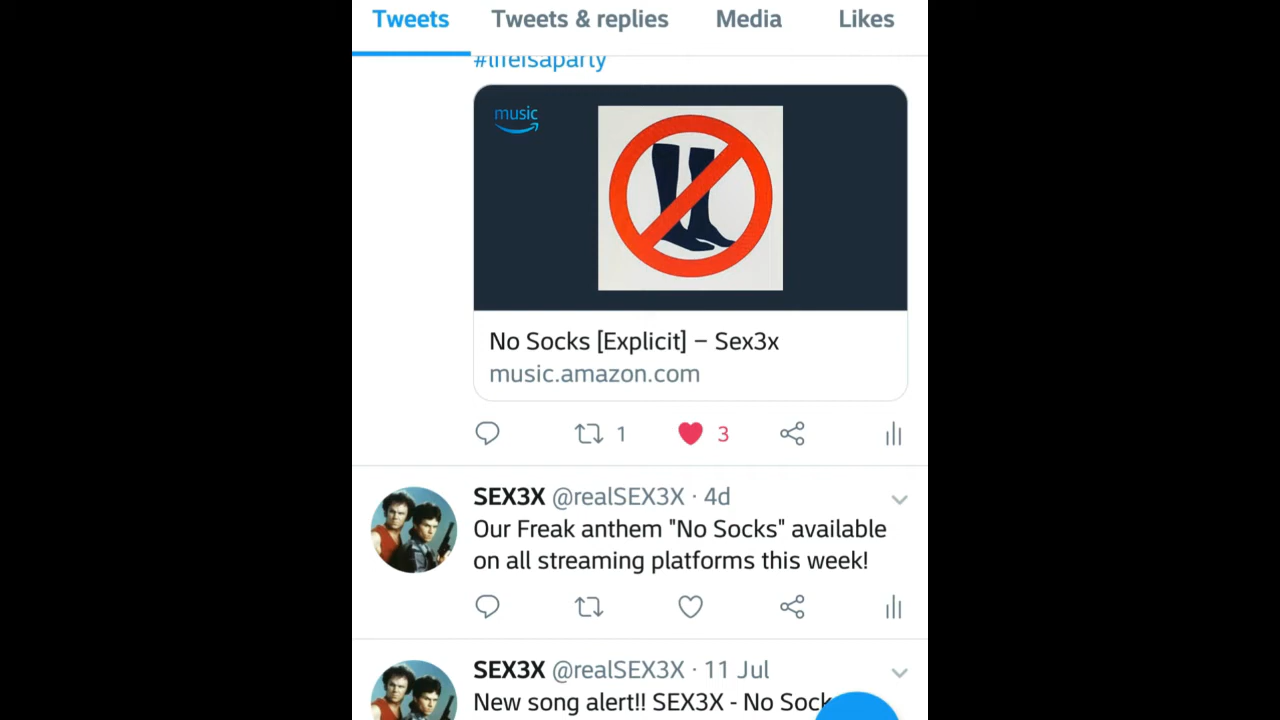 Tweets Tweets & replies Media Likes
#lifeisaparty
music
No Socks [Explicit] – Sex3x
music.amazon.com
1 3
SEX3X @realSEX3X · 4d
Our Freak anthem "No Socks" available
on all streaming platforms this week!
SEX3X @realSEX3X · 11 Jul
New song alert!! SEX3X - No Sock